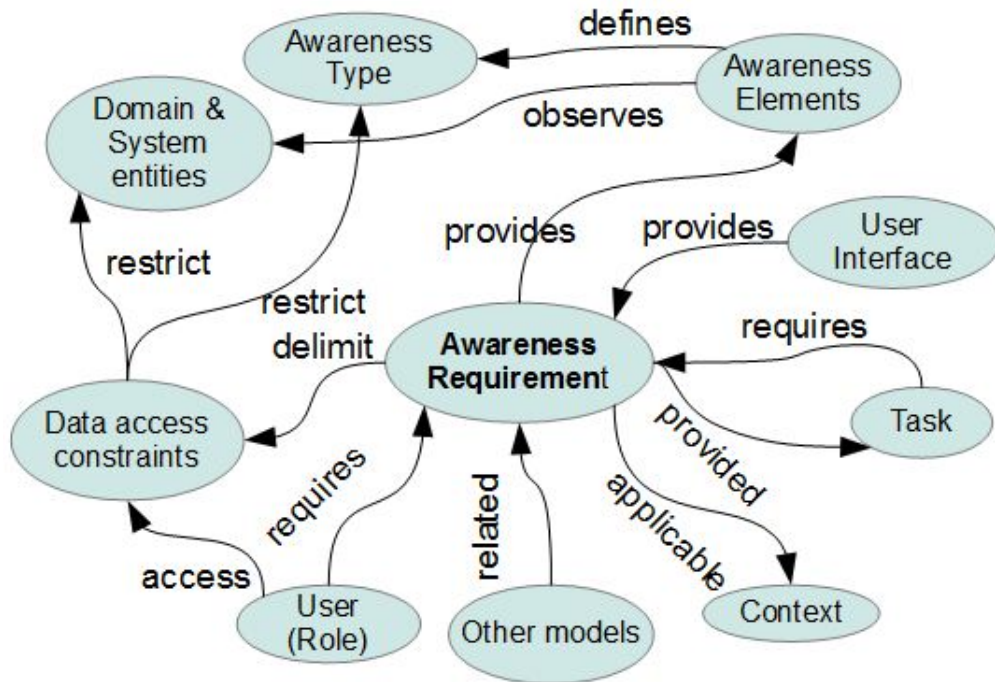 defines
Awareness
Type
Awareness
Elements
Domain &
System
entities
observes
provides
provides
User
Interface
restrict
restrict
delimit
Awareness
Requirement
requires
Task
Data access
constraints
provided
applicable
requires
related
access
User
(Role)
Other models
Context